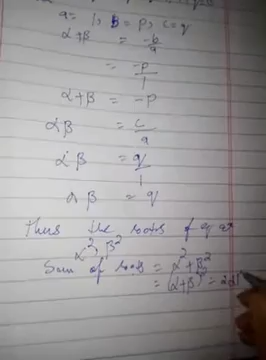 a = 1, B = p, c = q
α+β = -b/a
= -p/1
α+β = -p
αβ = c/a
αβ = q/1
αβ = q
Thus the roots of eq are
α², β²
Sum of roots = α²+β²
= (α+β)² = 2αβ